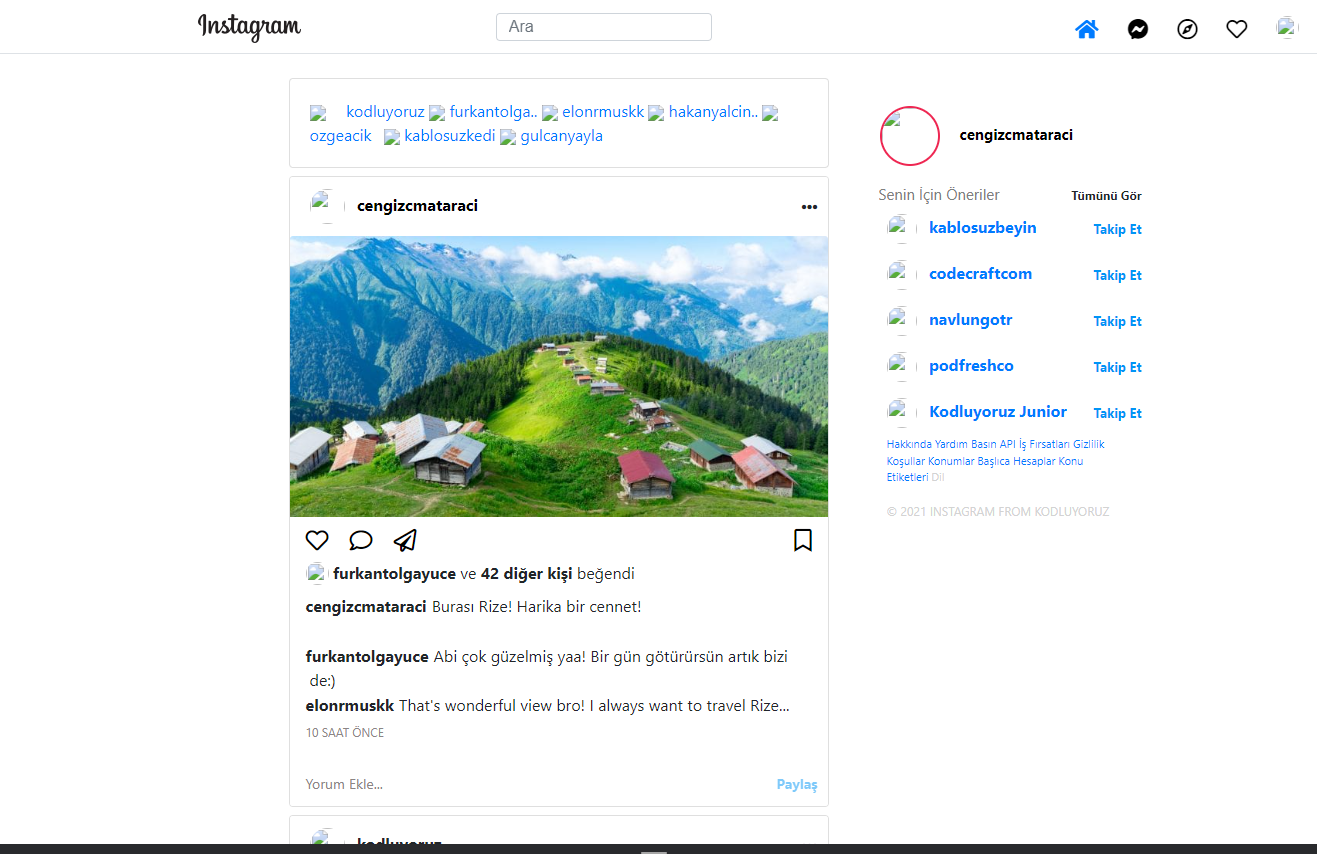 Instagram
Ara
kodluyoruz furkantolga.. elonrmuskk hakanyalcin..
ozgeacik kablosuzkedi gulcanyayla
cengizcmataraci
cengizcmataraci
Senin İçin Öneriler Tümünü Gör
kablosuzbeyin Takip Et
codecraftcom Takip Et
navlungotr Takip Et
podfreshco Takip Et
Kodluyoruz Junior Takip Et
Hakkında Yardım Basın API İş Fırsatları Gizlilik
Koşullar Konumlar Başlıca Hesaplar Konu
Etiketleri Dil
© 2021 INSTAGRAM FROM KODLUYORUZ
furkantolgayuce ve 42 diğer kişi beğendi
cengizcmataraci Burası Rize! Harika bir cennet!
furkantolgayuce Abi çok güzelmiş yaa! Bir gün götürürsün artık bizi
de:)
elonrmuskk That's wonderful view bro! I always want to travel Rize...
10 SAAT ÖNCE
Yorum Ekle... Paylaş
kodluyoruz